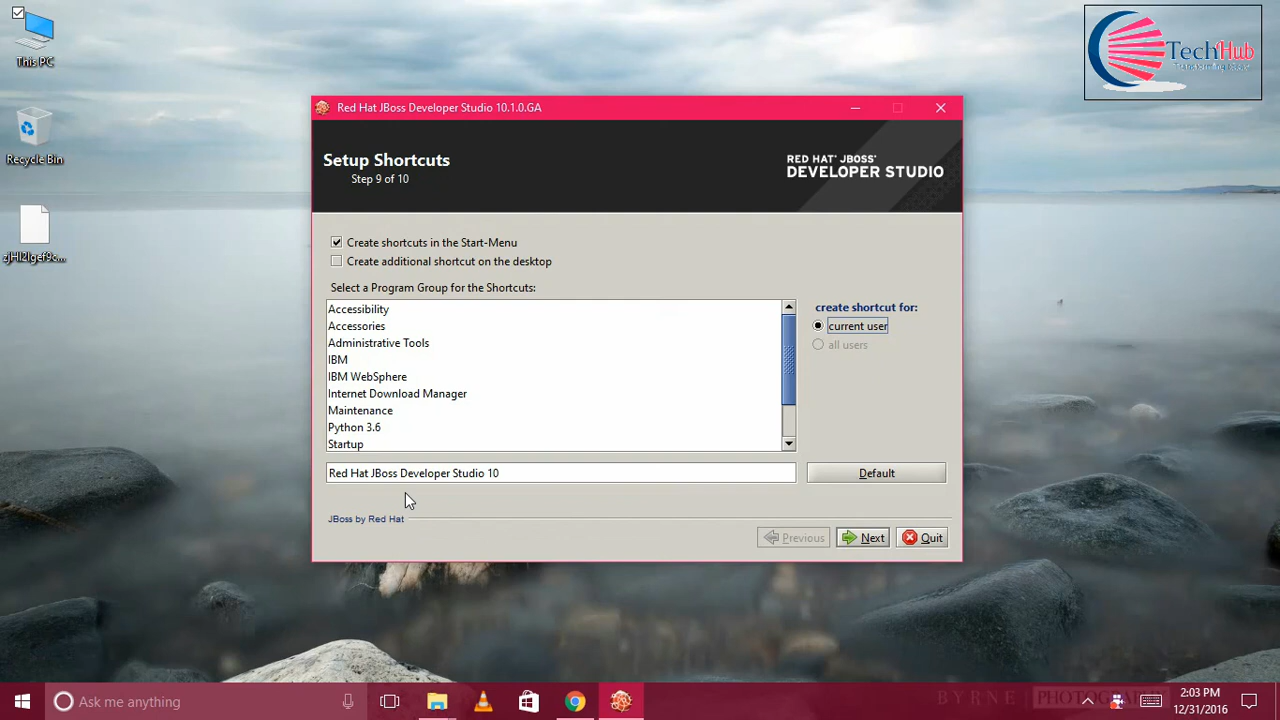 This PC
Recycle Bin
TechHub
Red Hat JBoss Developer Studio 10.1.0.GA
Setup Shortcuts
Step 9 of 10
RED HAT® JBOSS®
DEVELOPER STUDIO
Create shortcuts in the Start-Menu
Create additional shortcut on the desktop
Select a Program Group for the Shortcuts:
Accessibility
Accessories
Administrative Tools
IBM
IBM WebSphere
Internet Download Manager
Maintenance
Python 3.6
Startup
create shortcut for:
current user
all users
Red Hat JBoss Developer Studio 10
Default
JBoss by Red Hat
Previous
Next
Quit
Ask me anything
BYRNE PHOTOGRAPHY
2:03 PM
12/31/2016